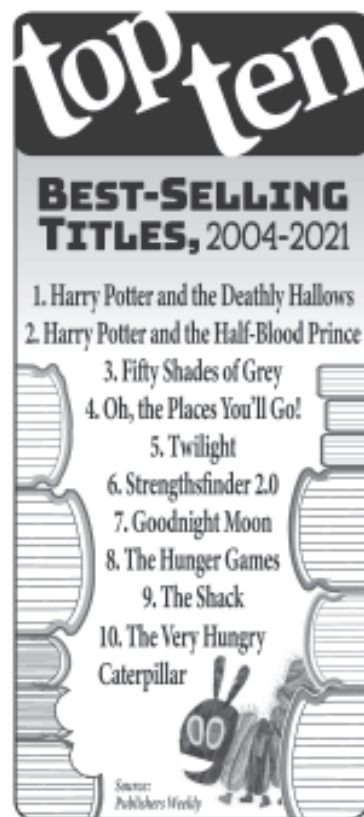 top ten
BEST-SELLING
TITLES, 2004-2021
1. Harry Potter and the Deathly Hallows
2. Harry Potter and the Half-Blood Prince
3. Fifty Shades of Grey
4. Oh, the Places You'll Go!
5. Twilight
6. Strengthsfinder 2.0
7. Goodnight Moon
8. The Hunger Games
9. The Shack
10. The Very Hungry
Caterpillar
Source:
Publishers Weekly